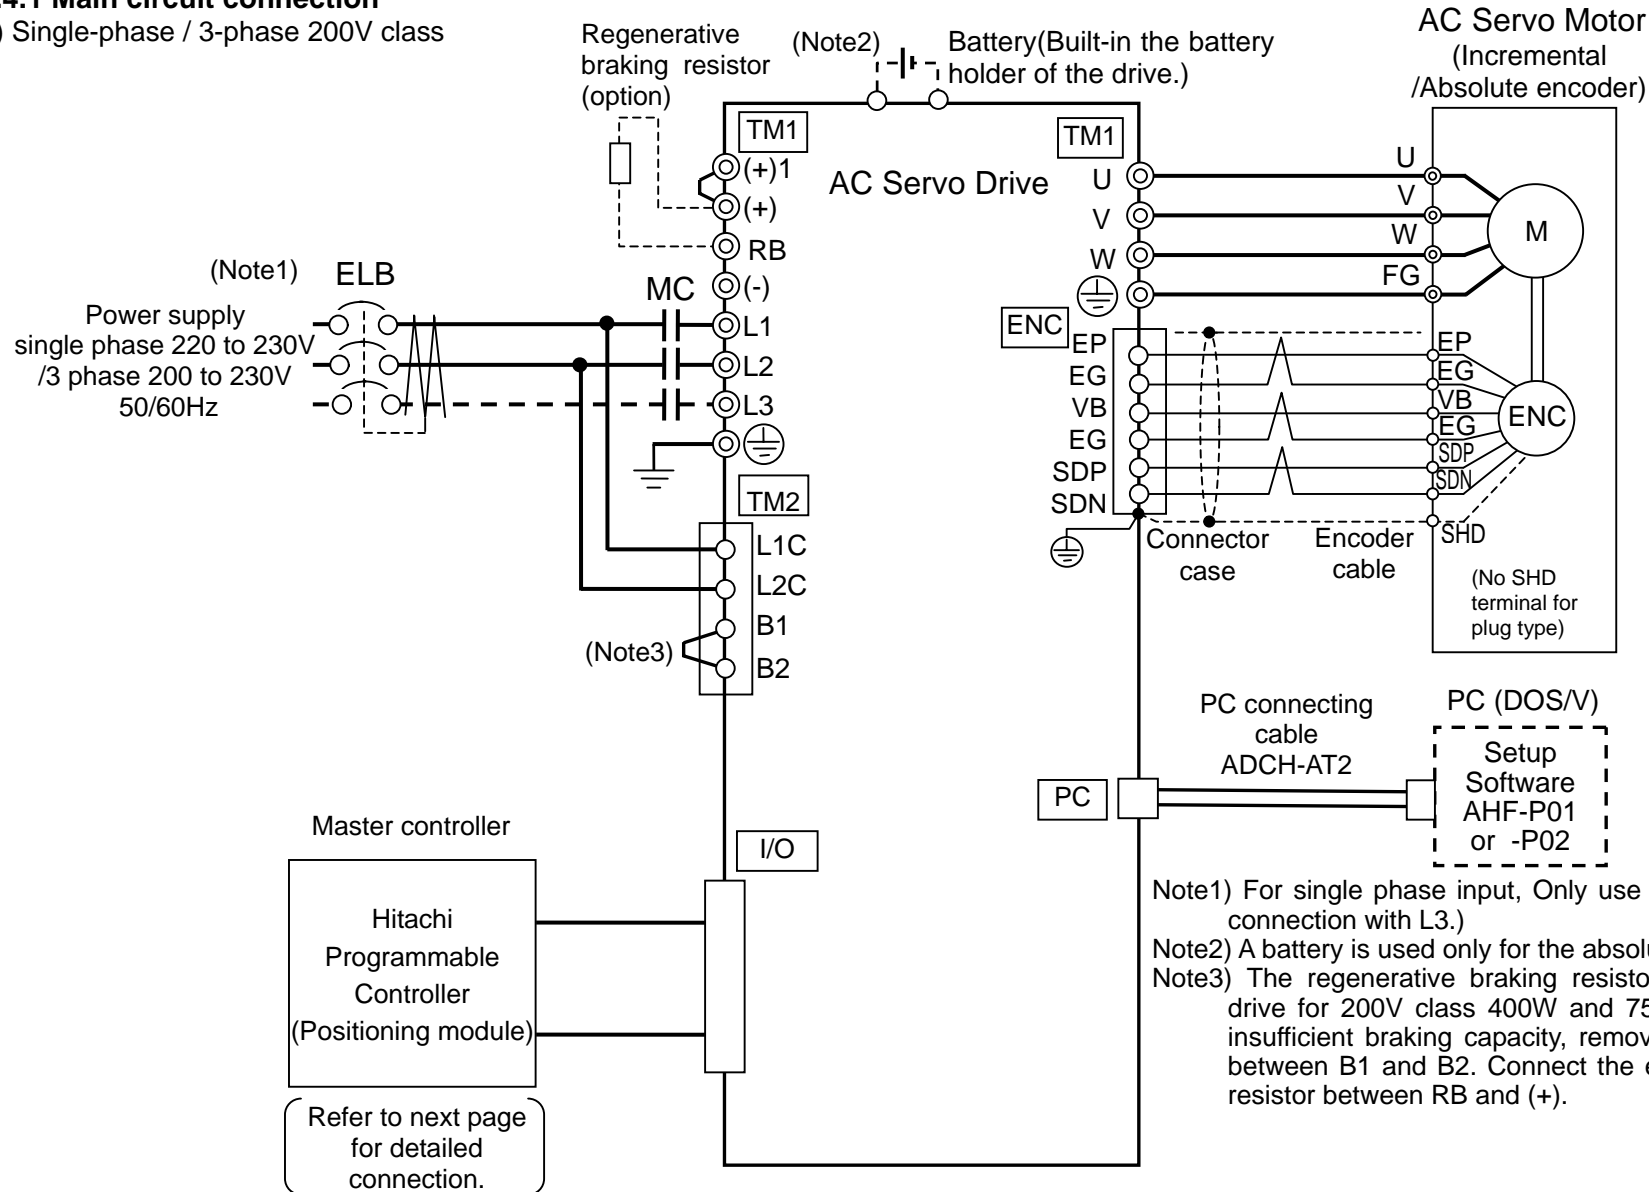 .4.1 Main circuit connection
) Single-phase / 3-phase 200V class
Regenerative
braking resistor
(option)
(Note2)
Battery(Built-in the battery
holder of the drive.)
AC Servo Motor
(Incremental
/Absolute encoder)
TM1
(+)1
(+)
RB
(-)
L1
L2
L3
AC Servo Drive
TM1
U
V
W
U
V
W
FG
M
(Note1)
ELB
MC
Power supply
single phase 220 to 230V
/3 phase 200 to 230V
50/60Hz
ENC
EP
EG
VB
EG
SDP
SDN
EP
EG
VB
EG
SDP
SDN
SHD
ENC
Connector
case
Encoder
cable
(No SHD
terminal for
plug type)
TM2
L1C
L2C
B1
B2
(Note3)
PC connecting
cable
ADCH-AT2
PC (DOS/V)
Setup
Software
AHF-P01
or -P02
PC
Master controller
I/O
Hitachi
Programmable
Controller
(Positioning module)
Refer to next page
for detailed
connection.
Note1) For single phase input, Only use
connection with L3.)
Note2) A battery is used only for the absolu
Note3) The regenerative braking resisto
drive for 200V class 400W and 75
insufficient braking capacity, remov
between B1 and B2. Connect the e
resistor between RB and (+).